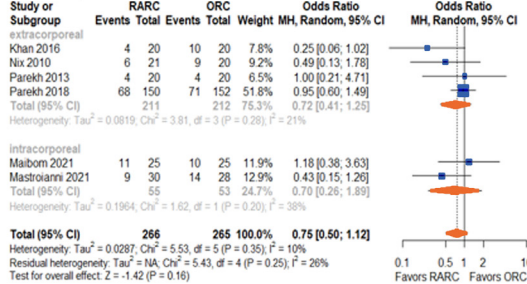 Study or RARC ORC Odds Ratio Odds Ratio
Subgroup Events Total Events Total Weight MH, Random, 95% CI MH, Random, 95% CI
extracorporeal
Khan 2016 4 20 10 20 7.8% 0.25 [0.06; 1.02]
Nix 2010 6 21 9 20 9.2% 0.49 [0.13; 1.78]
Parekh 2013 4 20 4 20 6.5% 1.00 [0.21; 4.71]
Parekh 2018 68 150 71 152 51.8% 0.95 [0.60; 1.49]
Total (95% CI) 211 212 75.3% 0.72 [0.41; 1.25]
Heterogeneity: Tau² = 0.0819; Chi² = 3.81, df = 3 (P = 0.28); I² = 21%
intracorporeal
Maibom 2021 11 25 10 25 11.9% 1.18 [0.38; 3.63]
Mastroianni 2021 9 30 14 28 12.8% 0.43 [0.15; 1.26]
Total (95% CI) 55 53 24.7% 0.70 [0.26; 1.89]
Heterogeneity: Tau² = 0.1964; Chi² = 1.62, df = 1 (P = 0.20); I² = 38%
Total (95% CI) 266 265 100.0% 0.75 [0.50; 1.12]
Heterogeneity: Tau² = 0.0287; Chi² = 5.53, df = 5 (P = 0.35); I² = 10%
Residual heterogeneity: Tau² = NA; Chi² = 5.43, df = 4 (P = 0.25); I² = 26%
Test for overall effect: Z = -1.42 (P = 0.16)
0.1 0.5 1 2 10
Favors RARC Favors ORC